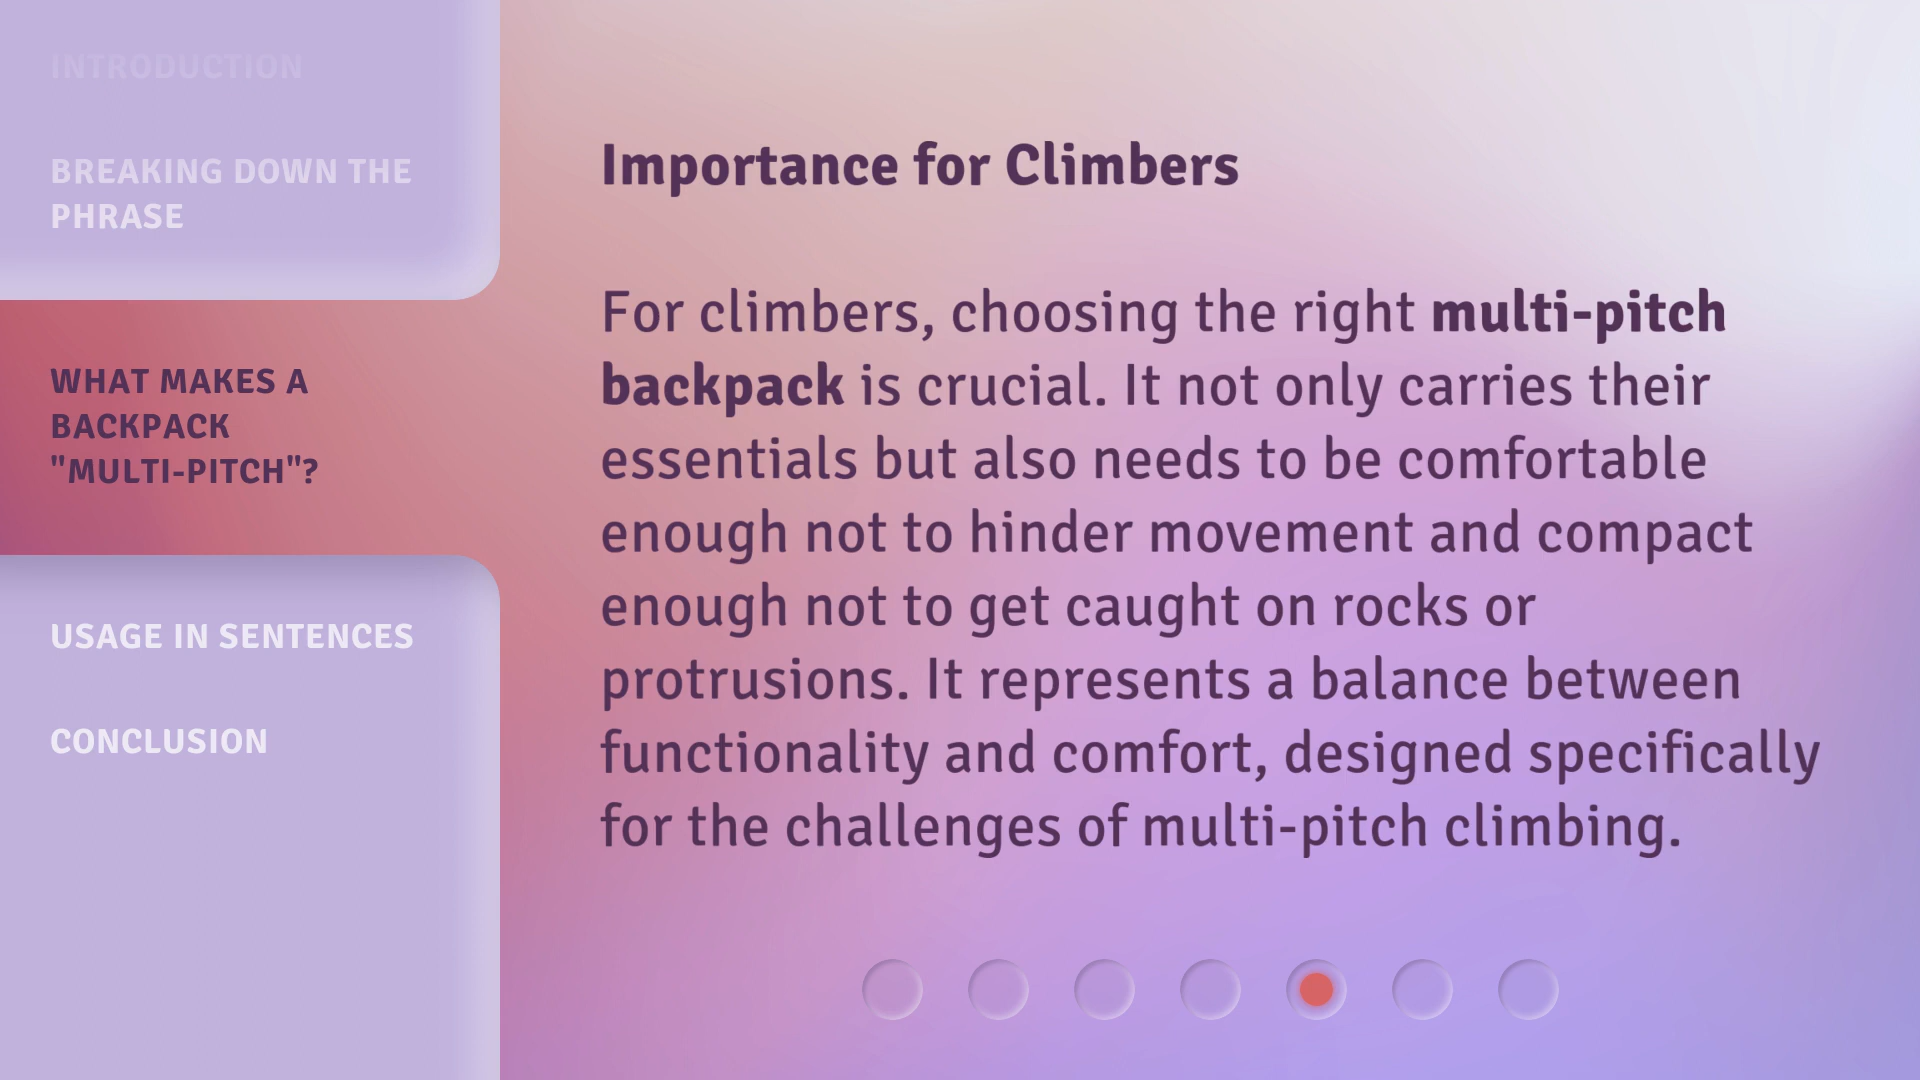 INTRODUCTION
BREAKING DOWN THE
PHRASE
WHAT MAKES A
BACKPACK
"MULTI-PITCH"?
USAGE IN SENTENCES
CONCLUSION
Importance for Climbers
For climbers, choosing the right multi-pitch
backpack is crucial. It not only carries their
essentials but also needs to be comfortable
enough not to hinder movement and compact
enough not to get caught on rocks or
protrusions. It represents a balance between
functionality and comfort, designed specifically
for the challenges of multi-pitch climbing.